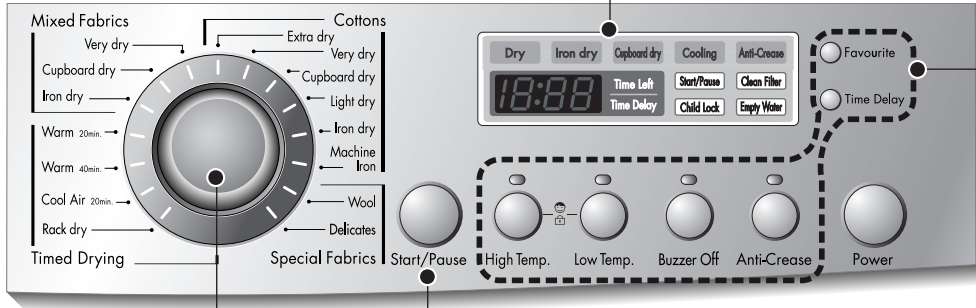 Mixed Fabrics
Very dry
Cupboard dry
Iron dry
Warm 20min.
Warm 40min.
Cool Air 20min.
Rack dry
Timed Drying
Cottons
Extra dry
Very dry
Cupboard dry
Light dry
Iron dry
Machine
Iron
Wool
Delicates
Special Fabrics
Dry Iron dry Cupboard dry Cooling Anti-Crease
18:88
Time Left
Time Delay
Start/Pause Clean Filter
Child Lock Empty Water
Favourite
Time Delay
Start/Pause
High Temp. Low Temp. Buzzer Off Anti-Crease
Power